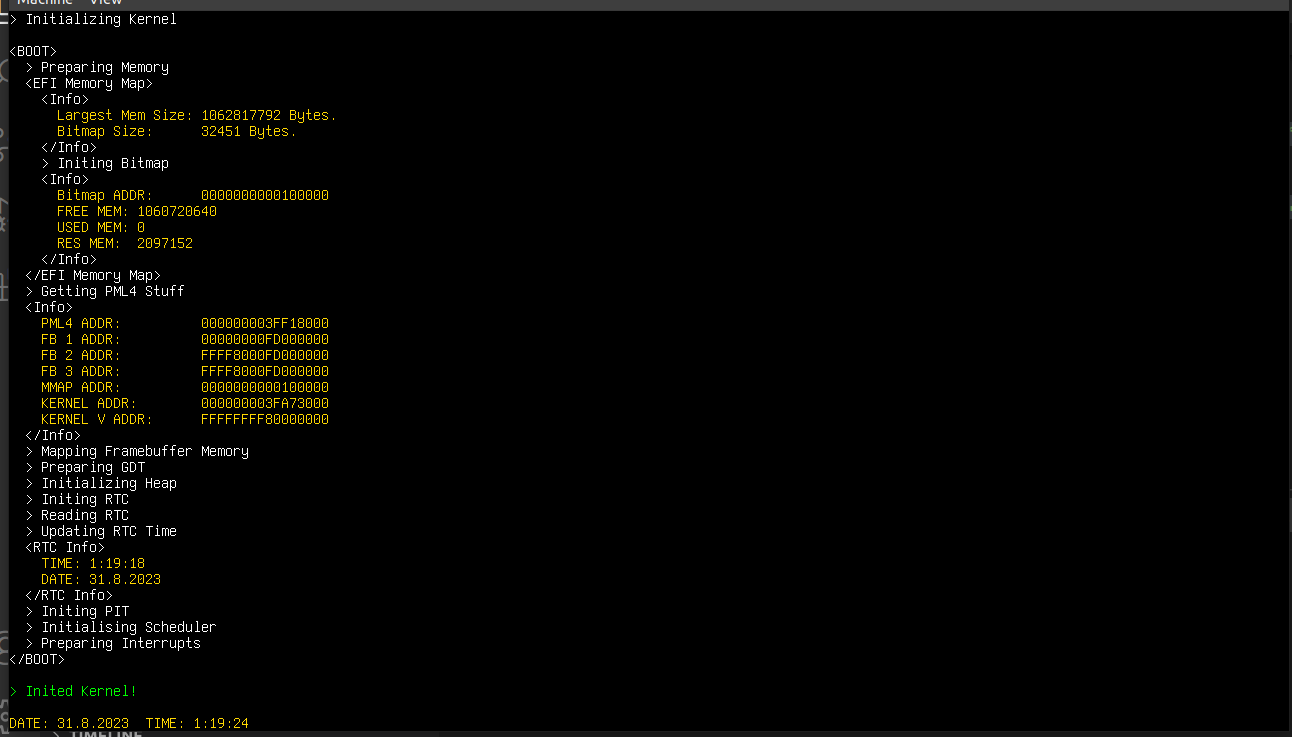 Machine View
> Initializing Kernel
<BOOT>
> Preparing Memory
<EFI Memory Map>
<Info>
Largest Mem Size: 1062817792 Bytes.
Bitmap Size: 32451 Bytes.
</Info>
> Initing Bitmap
<Info>
Bitmap ADDR: 0000000000100000
FREE MEM: 1060720640
USED MEM: 0
RES MEM: 2097152
</Info>
</EFI Memory Map>
> Getting PML4 Stuff
<Info>
PML4 ADDR: 000000003FF18000
FB 1 ADDR: 00000000FD000000
FB 2 ADDR: FFFF8000FD000000
FB 3 ADDR: FFFF8000FD000000
MMAP ADDR: 0000000000100000
KERNEL ADDR: 000000003FA73000
KERNEL V ADDR: FFFFFFFF80000000
</Info>
> Mapping Framebuffer Memory
> Preparing GDT
> Initializing Heap
> Initing RTC
> Reading RTC
> Updating RTC Time
<RTC Info>
TIME: 1:19:18
DATE: 31.8.2023
</RTC Info>
> Initing PIT
> Initialising Scheduler
> Preparing Interrupts
</BOOT>
> Inited Kernel!
DATE: 31.8.2023 TIME: 1:19:24
> TIMELINE